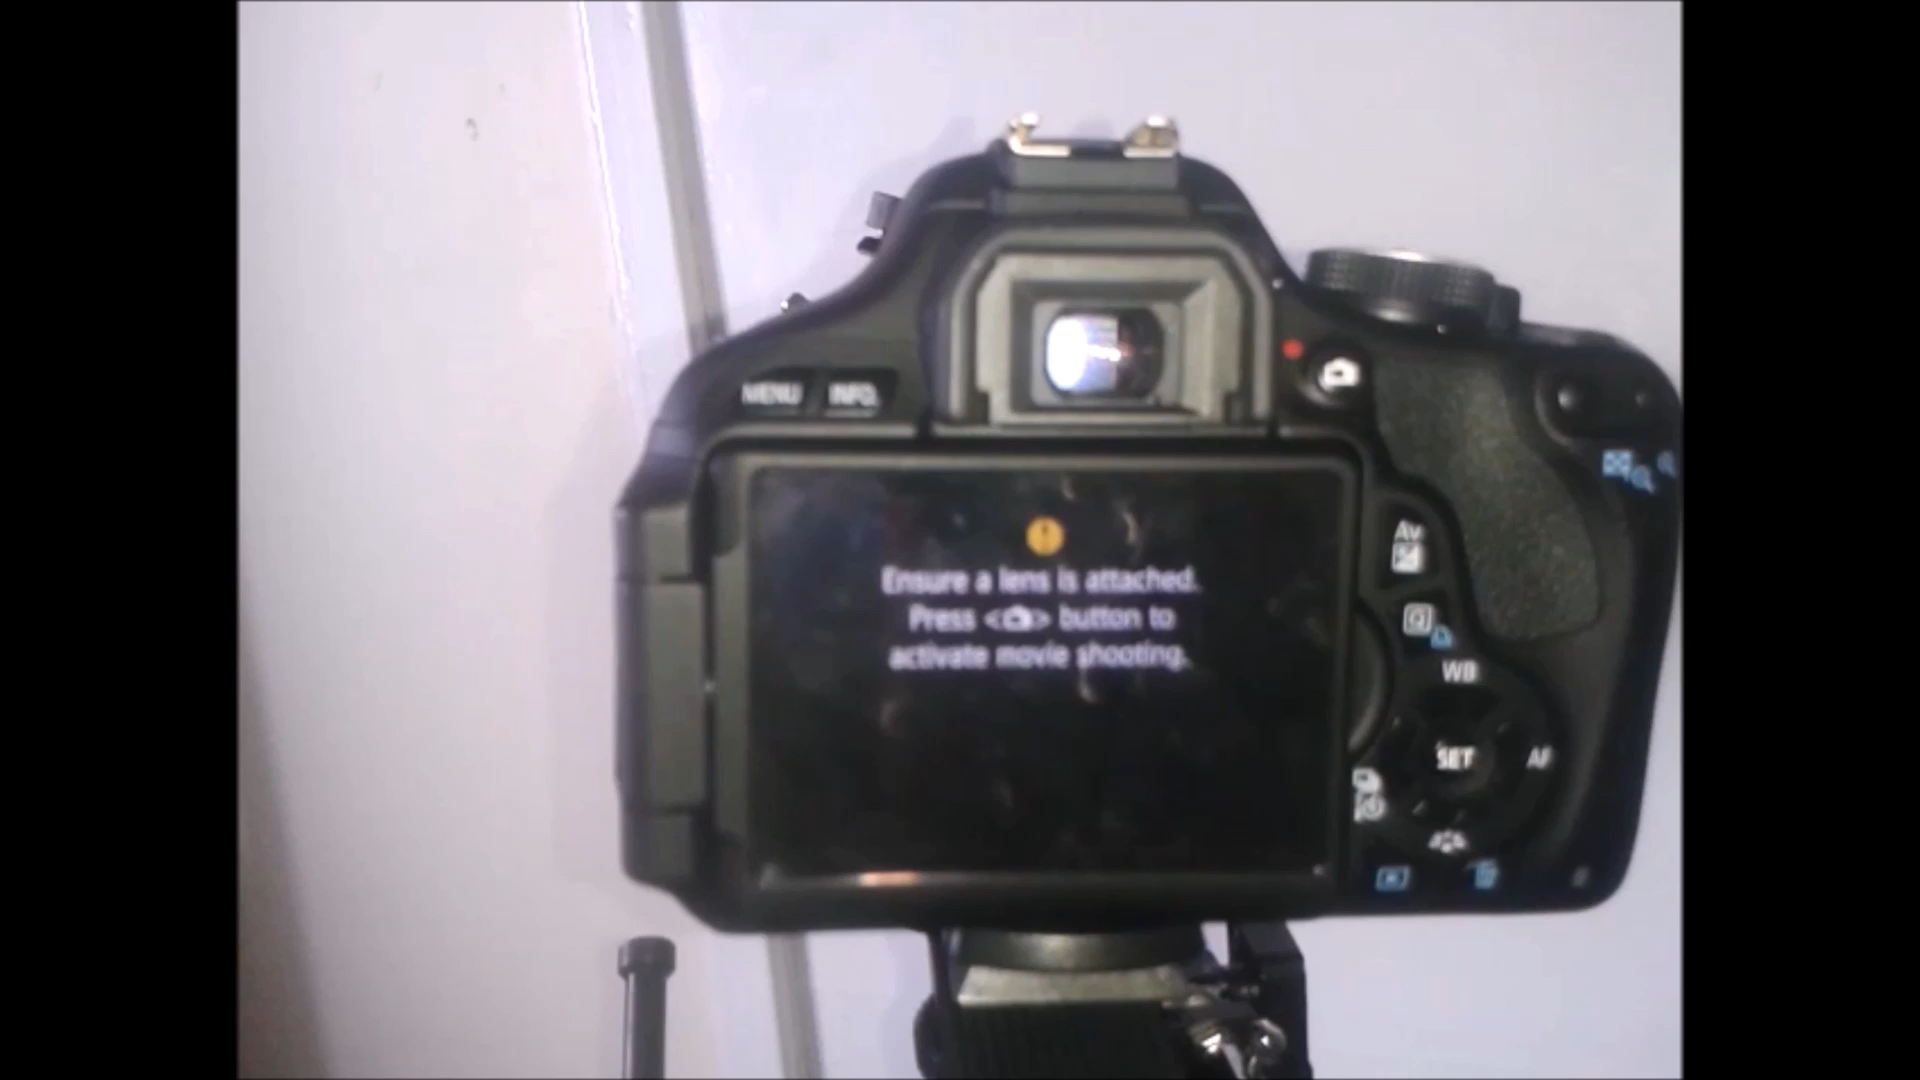 MENU INFO.
Ensure a lens is attached.
Press < > button to
activate movie shooting.
Av
Q
WB
SET
AF